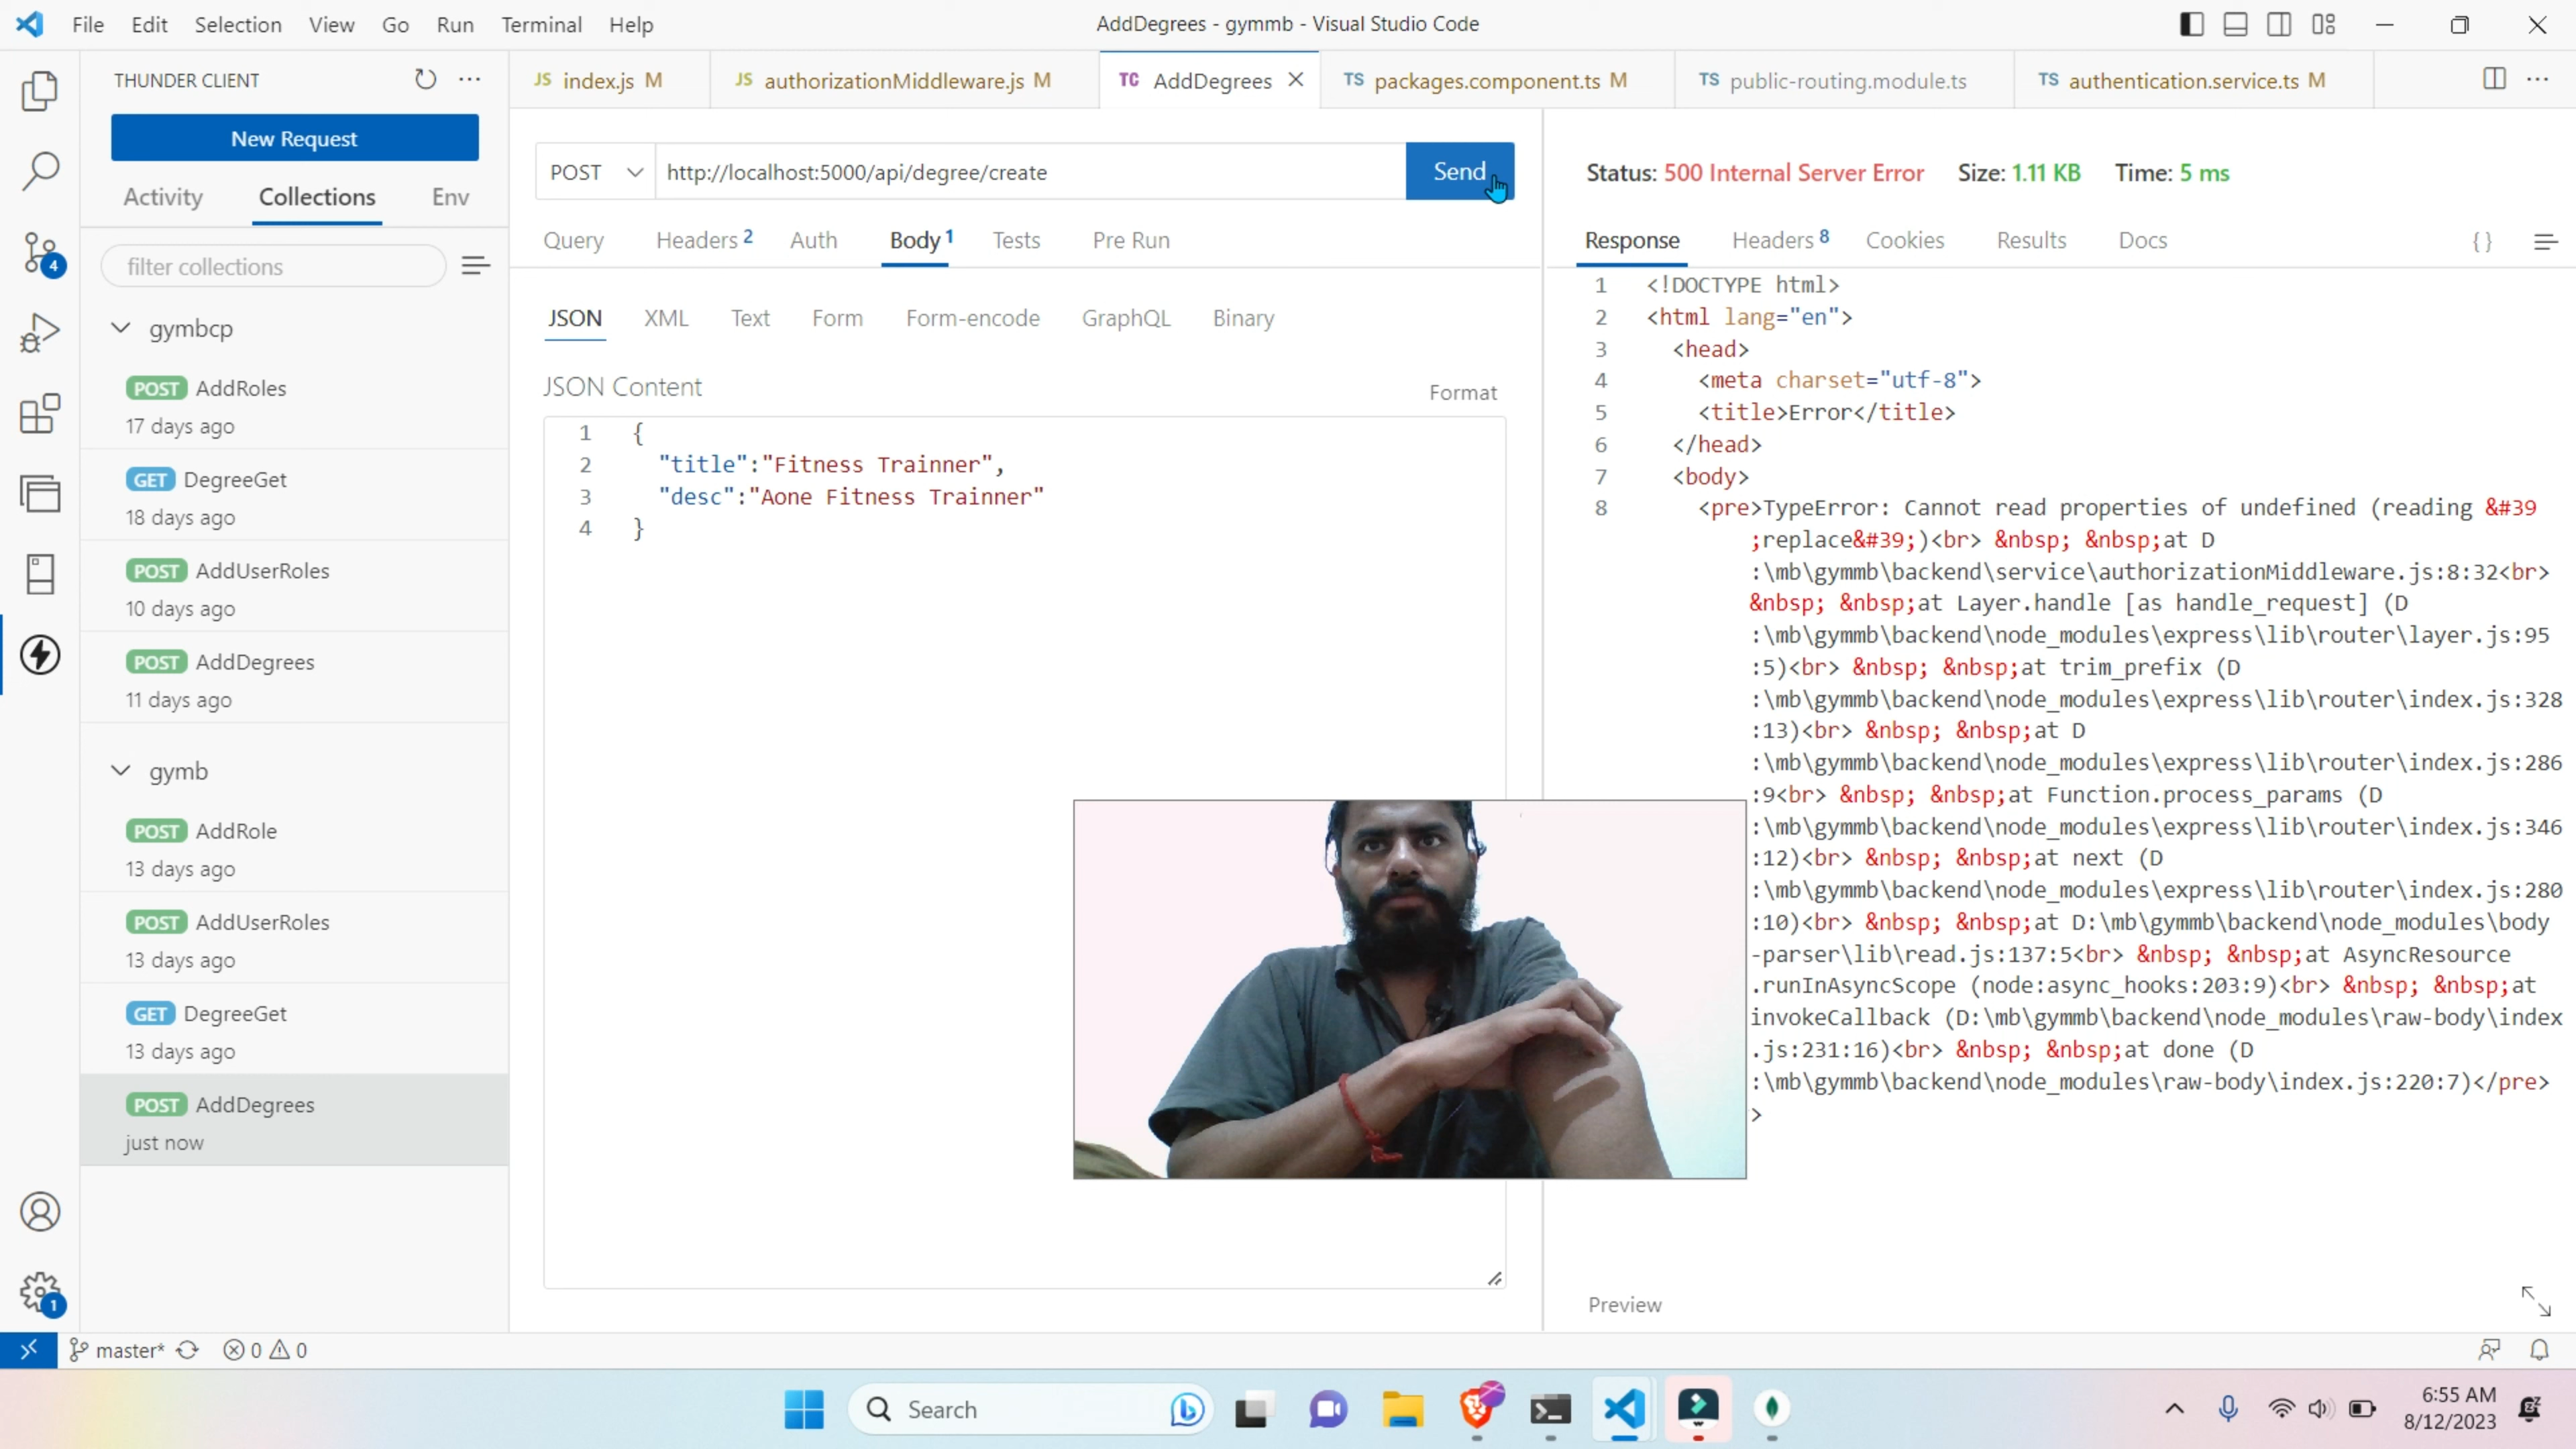 File Edit Selection View Go Run Terminal Help
AddDegrees - gymmb - Visual Studio Code
THUNDER CLIENT
New Request
Activity Collections Env
filter collections
gymbcp
POST AddRoles
17 days ago
GET DegreeGet
18 days ago
POST AddUserRoles
10 days ago
POST AddDegrees
11 days ago
gymb
POST AddRole
13 days ago
POST AddUserRoles
13 days ago
GET DegreeGet
13 days ago
POST AddDegrees
just now
4
1
JS index.js M
JS authorizationMiddleware.js M
TC AddDegrees
TS packages.component.ts M
TS public-routing.module.ts
TS authentication.service.ts M
POST http://localhost:5000/api/degree/create Send
Query Headers 2 Auth Body 1 Tests Pre Run
JSON XML Text Form Form-encode GraphQL Binary
JSON Content Format
1 {
2 "title":"Fitness Trainner",
3 "desc":"Aone Fitness Trainner"
4 }
Status: 500 Internal Server Error Size: 1.11 KB Time: 5 ms
Response Headers 8 Cookies Results Docs { }
1 <!DOCTYPE html>
2 <html lang="en">
3 <head>
4 <meta charset="utf-8">
5 <title>Error</title>
6 </head>
7 <body>
8 <pre>TypeError: Cannot read properties of undefined (reading &#39
;replace&#39;)<br> &nbsp; &nbsp;at D
:\mb\gymmb\backend\service\authorizationMiddleware.js:8:32<br>
&nbsp; &nbsp;at Layer.handle [as handle_request] (D
:\mb\gymmb\backend\node_modules\express\lib\router\layer.js:95
:5)<br> &nbsp; &nbsp;at trim_prefix (D
:\mb\gymmb\backend\node_modules\express\lib\router\index.js:328
:13)<br> &nbsp; &nbsp;at D
:\mb\gymmb\backend\node_modules\express\lib\router\index.js:286
:9<br> &nbsp; &nbsp;at Function.process_params (D
:\mb\gymmb\backend\node_modules\express\lib\router\index.js:346
:12)<br> &nbsp; &nbsp;at next (D
:\mb\gymmb\backend\node_modules\express\lib\router\index.js:280
:10)<br> &nbsp; &nbsp;at D:\mb\gymmb\backend\node_modules\body
-parser\lib\read.js:137:5<br> &nbsp; &nbsp;at AsyncResource
.runInAsyncScope (node:async_hooks:203:9)<br> &nbsp; &nbsp;at
invokeCallback (D:\mb\gymmb\backend\node_modules\raw-body\index
.js:231:16)<br> &nbsp; &nbsp;at done (D
:\mb\gymmb\backend\node_modules\raw-body\index.js:220:7)</pre>
>
Preview
master* 0 0
Search
6:55 AM
8/12/2023